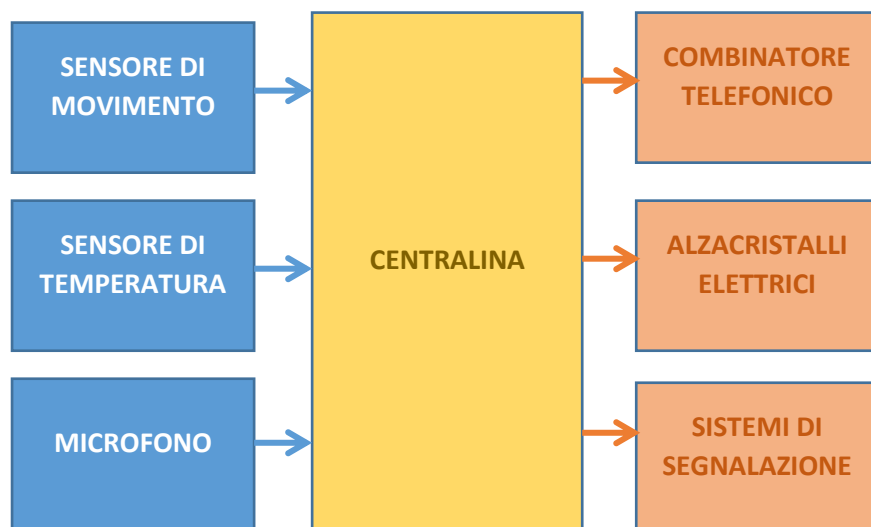 SENSORE DI
MOVIMENTO
SENSORE DI
TEMPERATURA
MICROFONO
CENTRALINA
COMBINATORE
TELEFONICO
ALZACRISTALLI
ELETTRICI
SISTEMI DI
SEGNALAZIONE